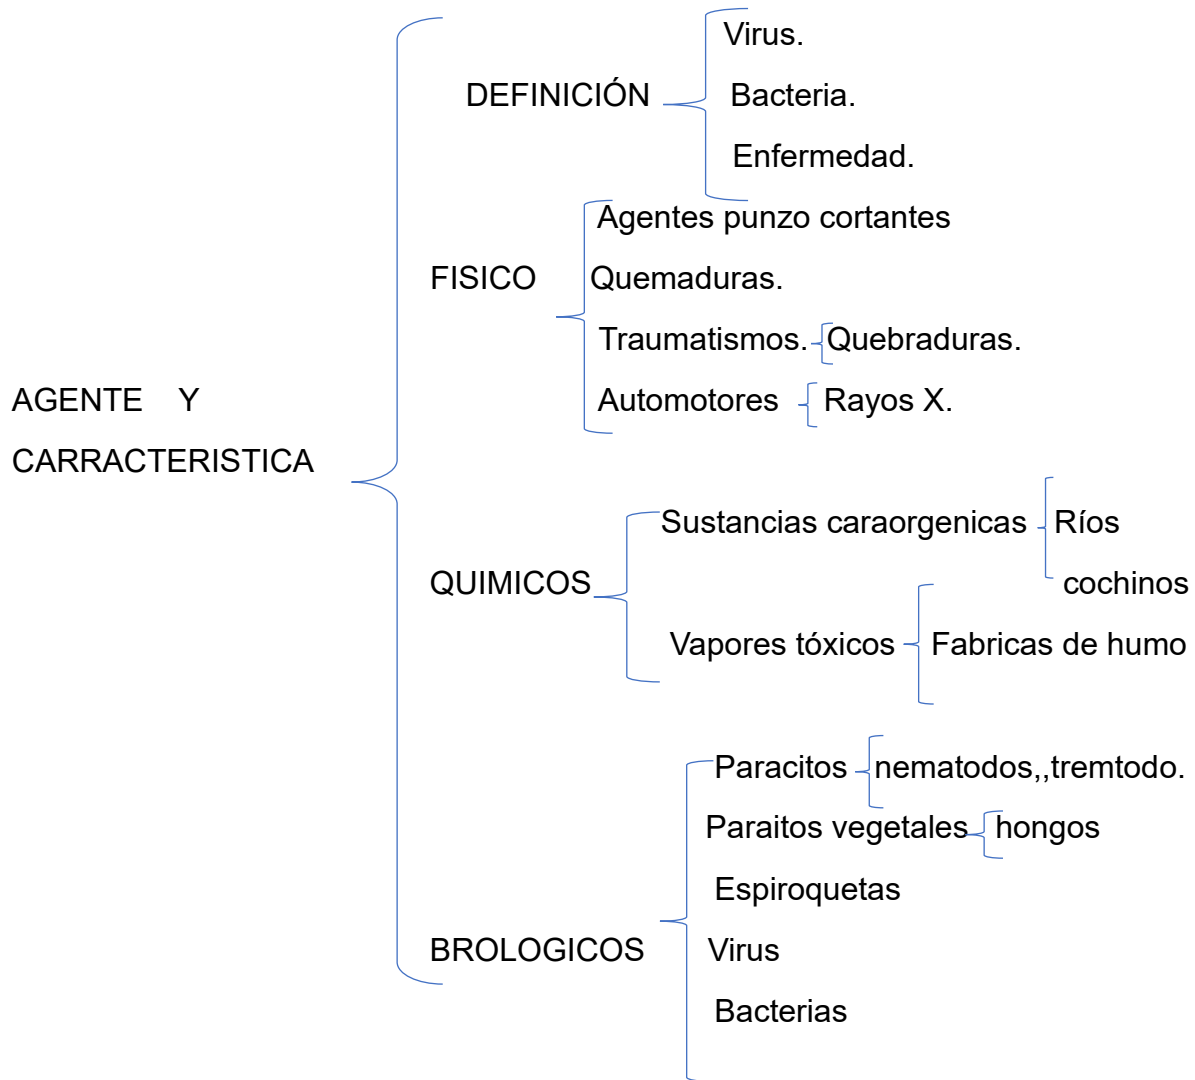 Virus.
DEFINICIÓN Bacteria.
Enfermedad.
Agentes punzo cortantes
FISICO Quemaduras.
Traumatismos. Quebraduras.
AGENTE Y Automotores Rayos X.
CARRACTERISTICA
Sustancias caraorgenicas Ríos
QUIMICOS cochinos
Vapores tóxicos Fabricas de humo
Paracitos nematodos,,tremtodo.
Paraitos vegetales hongos
Espiroquetas
BROLOGICOS Virus
Bacterias